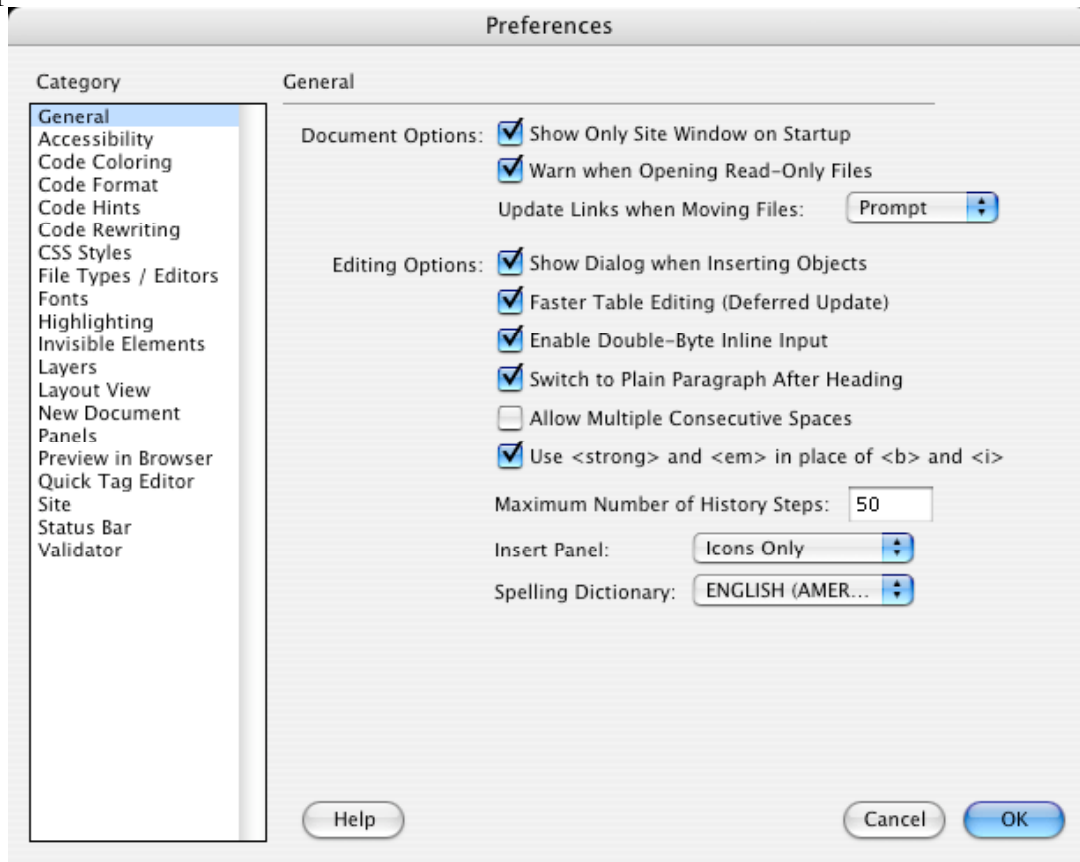 Preferences
Category
General
Accessibility
Code Coloring
Code Format
Code Hints
Code Rewriting
CSS Styles
File Types / Editors
Fonts
Highlighting
Invisible Elements
Layers
Layout View
New Document
Panels
Preview in Browser
Quick Tag Editor
Site
Status Bar
Validator
General
Document Options: Show Only Site Window on Startup
Warn when Opening Read-Only Files
Update Links when Moving Files: Prompt
Editing Options: Show Dialog when Inserting Objects
Faster Table Editing (Deferred Update)
Enable Double-Byte Inline Input
Switch to Plain Paragraph After Heading
Allow Multiple Consecutive Spaces
Use <strong> and <em> in place of <b> and <i>
Maximum Number of History Steps: 50
Insert Panel: Icons Only
Spelling Dictionary: ENGLISH (AMER...
Help
Cancel
OK